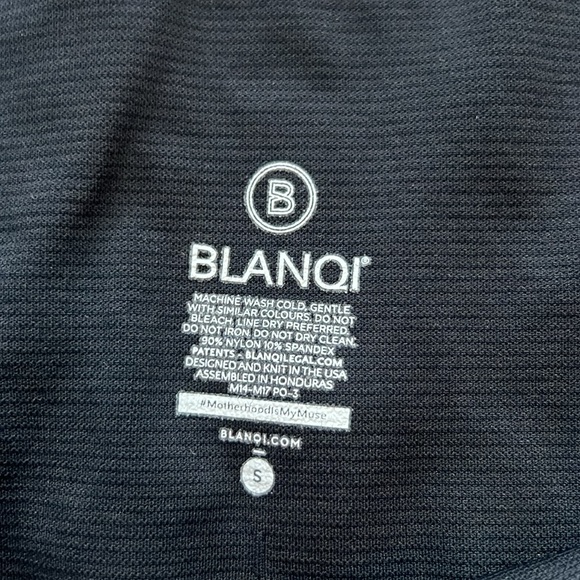 B
BLANQI®
MACHINE WASH COLD, GENTLE
WITH SIMILAR COLOURS. DO NOT
BLEACH. LINE DRY PREFERRED.
DO NOT IRON. DO NOT DRY CLEAN.
90% NYLON 10% SPANDEX
PATENTS - BLANQILEGAL.COM
DESIGNED AND KNIT IN THE USA
ASSEMBLED IN HONDURAS
M14-M17 PO-3
#MotherhoodIsMyMuse
BLANQI.COM
S